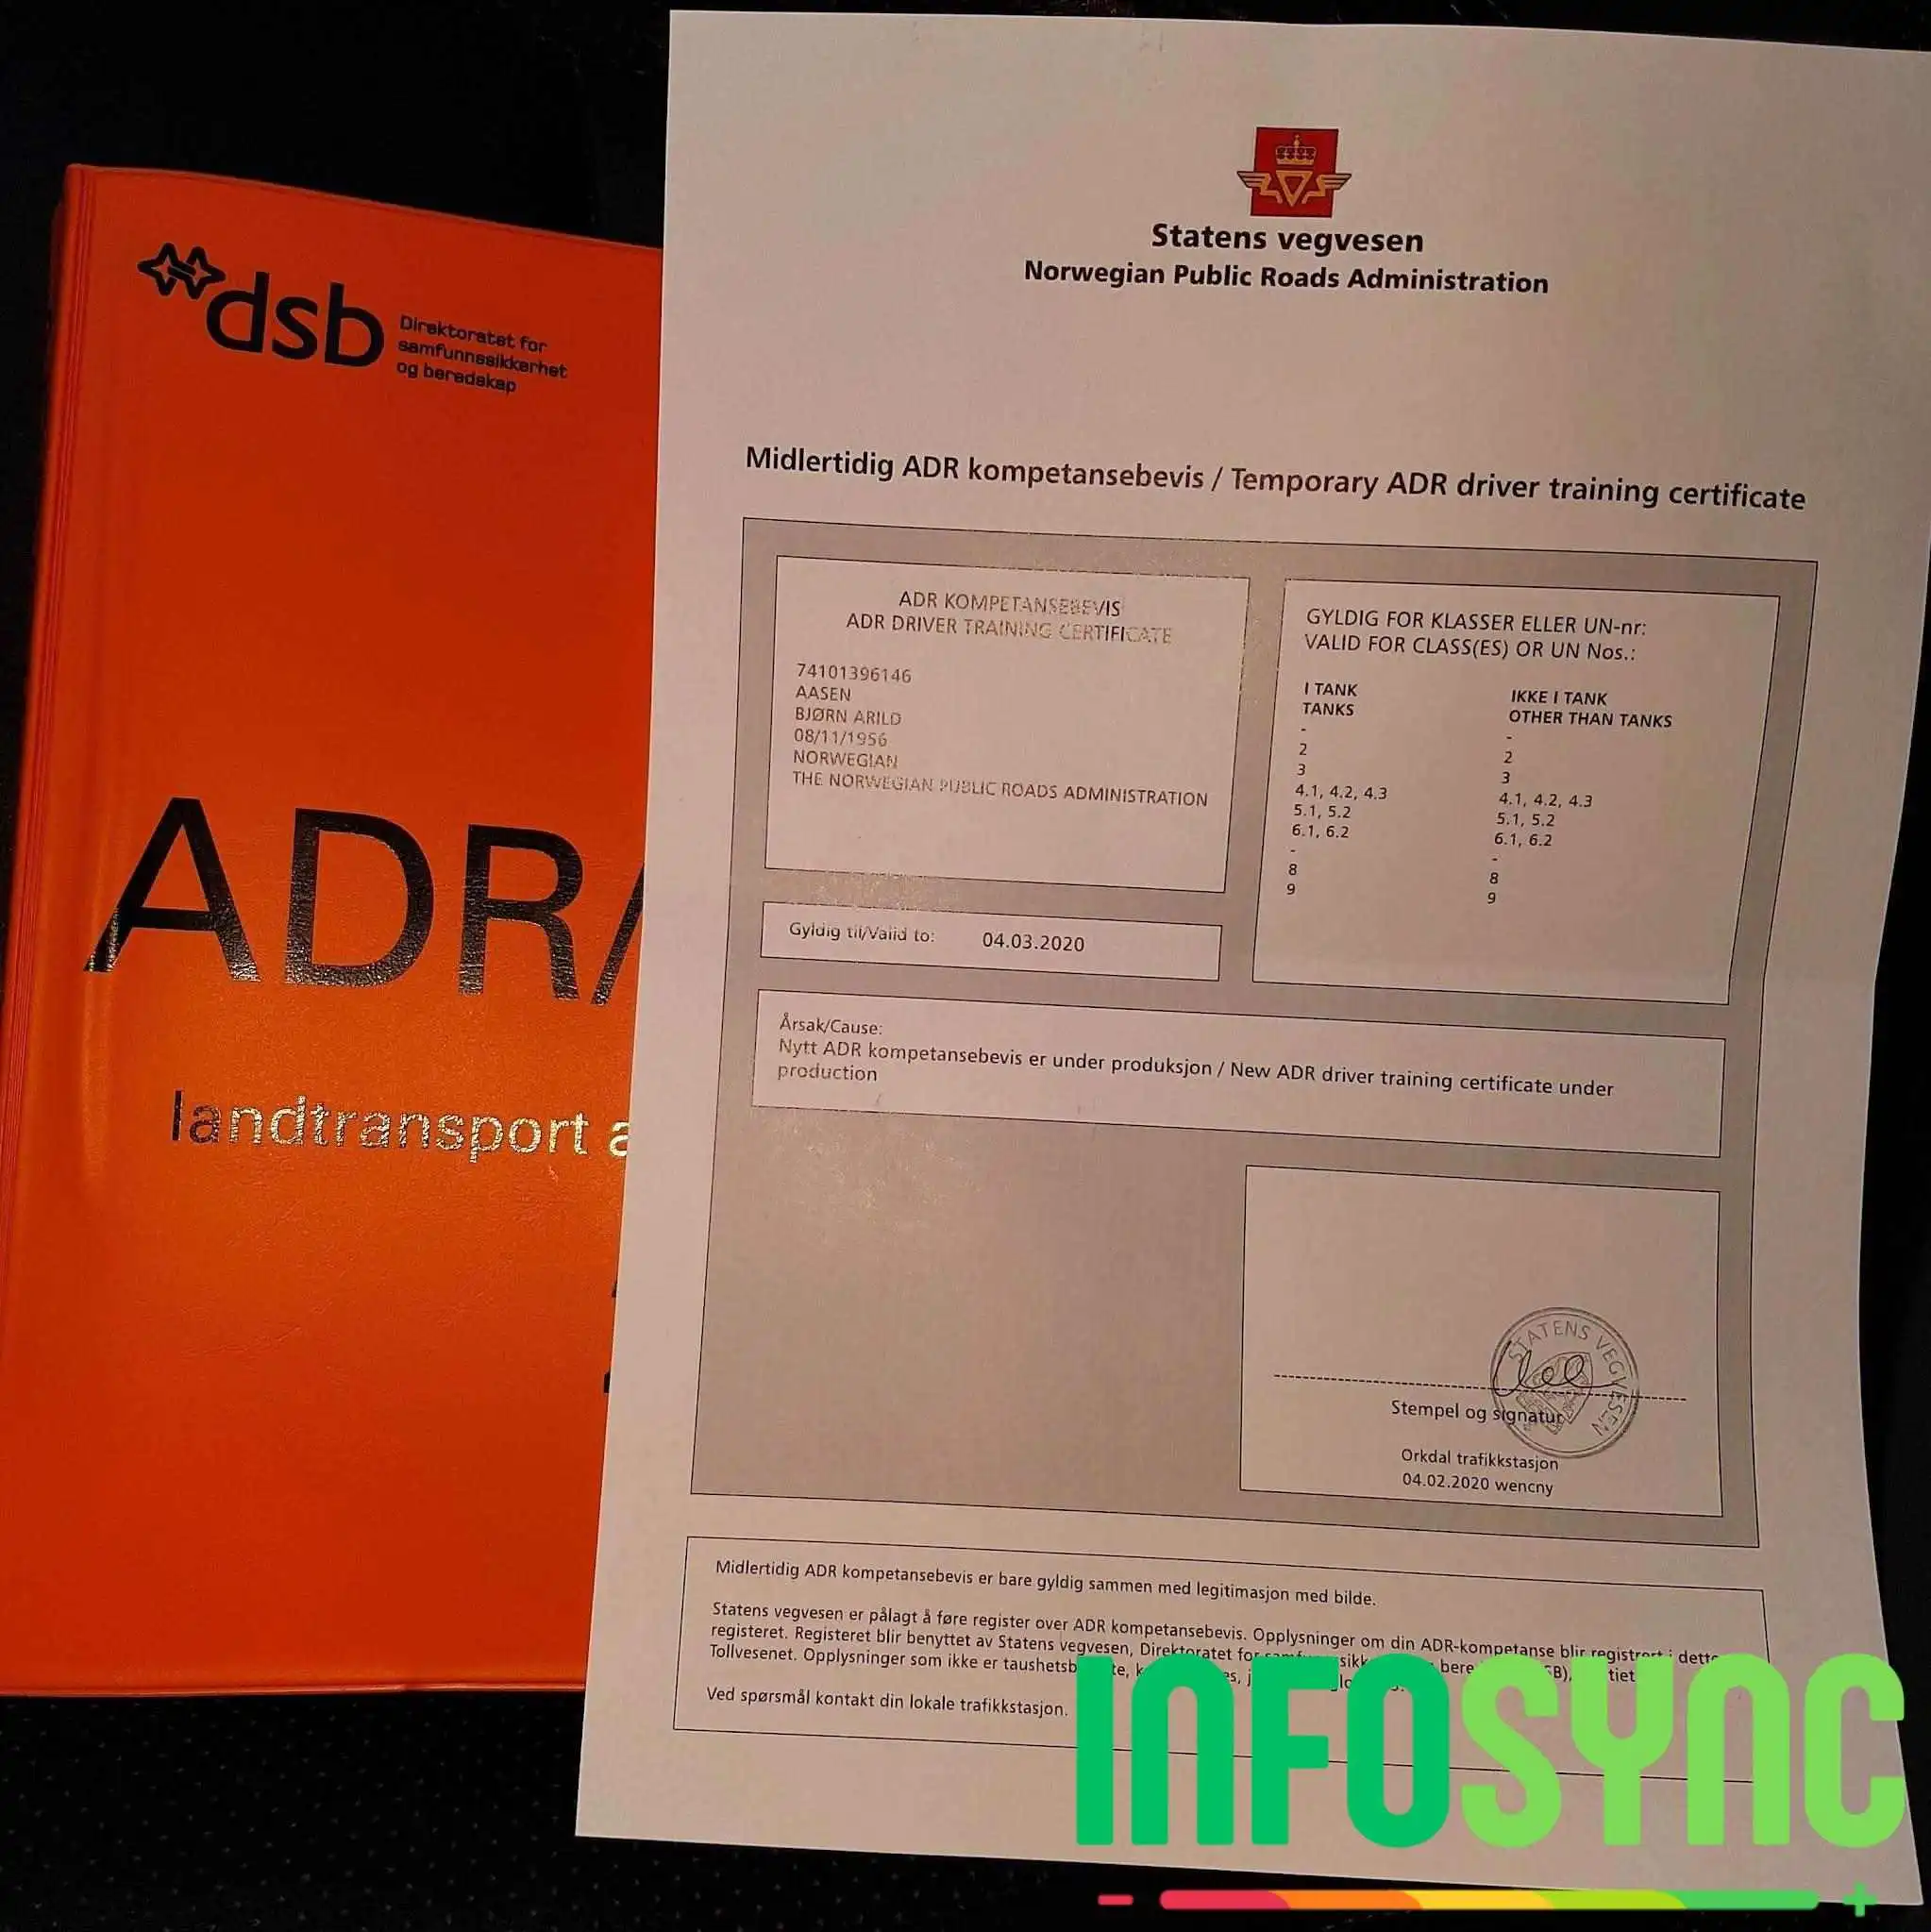 dsb
Direktoratet for
samfunnssikkerhet
og beredskap
ADR/
landtransport
Statens vegvesen
Norwegian Public Roads Administration
Midlertidig ADR kompetansebevis / Temporary ADR driver training certificate
ADR KOMPETANSEBEVIS
ADR DRIVER TRAINING CERTIFICATE
74101396146
AASEN
BJØRN ARILD
08/11/1956
NORWEGIAN
THE NORWEGIAN PUBLIC ROADS ADMINISTRATION
Gyldig til/Valid to: 04.03.2020
GYLDIG FOR KLASSER ELLER UN-nr:
VALID FOR CLASS(ES) OR UN Nos.:
I TANK IKKE I TANK
TANKS OTHER THAN TANKS
- -
2 2
3 3
4.1, 4.2, 4.3 4.1, 4.2, 4.3
5.1, 5.2 5.1, 5.2
6.1, 6.2 6.1, 6.2
- -
8 8
9 9
Årsak/Cause:
Nytt ADR kompetansebevis er under produksjon / New ADR driver training certificate under
production
STATENS VEGVESEN
Stempel og signatur
Orkdal trafikkstasjon
04.02.2020 wencny
Midlertidig ADR kompetansebevis er bare gyldig sammen med legitimasjon med bilde.
Statens vegvesen er pålagt å føre register over ADR kompetansebevis. Opplysninger om din ADR-kompetanse blir registrert i dette
registeret. Registeret blir benyttet av Statens vegvesen, Direktoratet for
Tollvesenet. Opplysninger som ikke er
Ved spørsmål kontakt din lokale trafikkstasjon.
INFOSYNC
- +